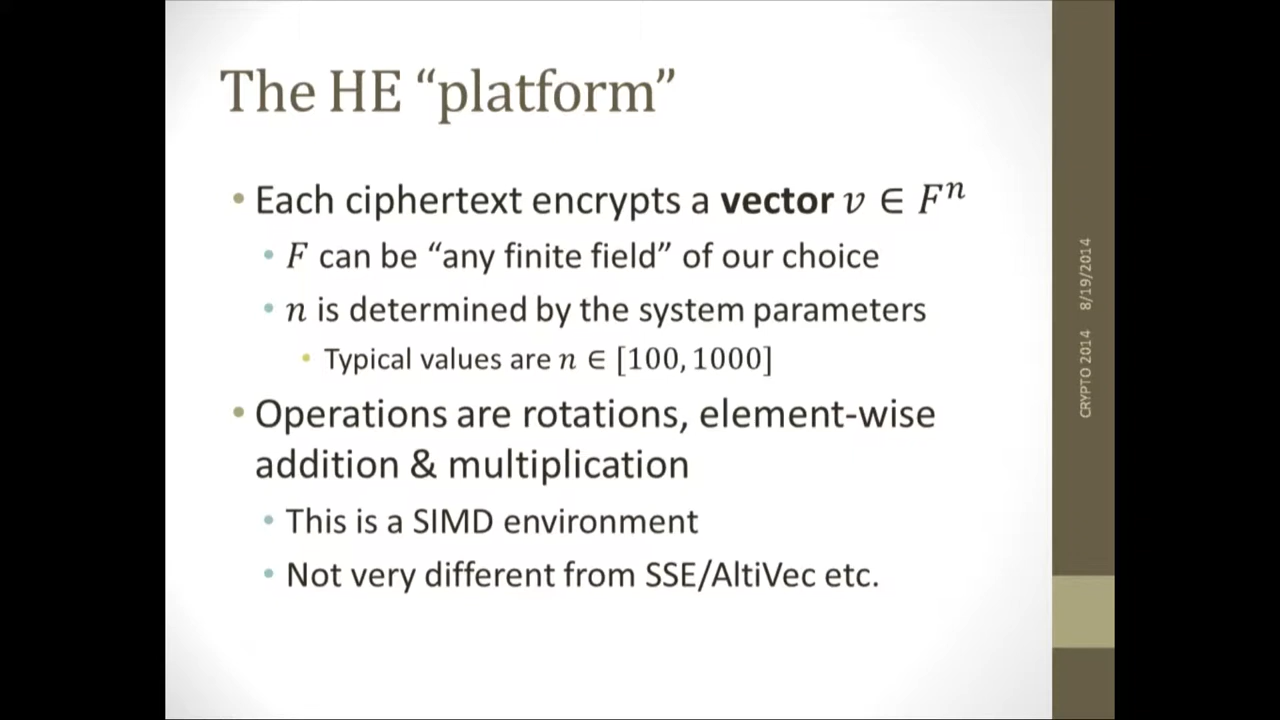 The HE “platform”
• Each ciphertext encrypts a vector v ∈ Fⁿ
• F can be “any finite field” of our choice
• n is determined by the system parameters
• Typical values are n ∈ [100, 1000]
• Operations are rotations, element-wise
addition & multiplication
• This is a SIMD environment
• Not very different from SSE/AltiVec etc.
CRYPTO 2014 8/19/2014